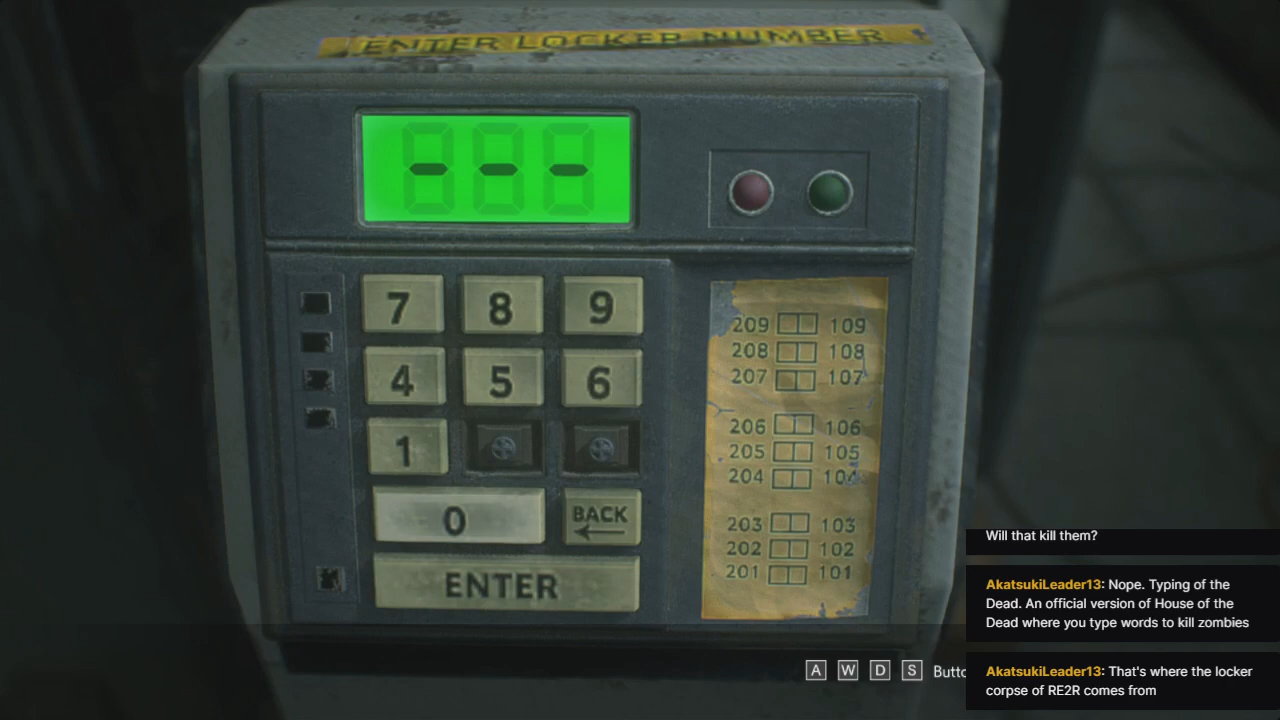 ENTER LOCKER NUMBER
7 8 9
4 5 6
1
0 BACK
ENTER
209 109
208 108
207 107
206 106
205 105
204 104
203 103
202 102
201 101
Will that kill them?
AkatsukiLeader13: Nope. Typing of the
Dead. An official version of House of the
Dead where you type words to kill zombies
A W D S
AkatsukiLeader13: That's where the locker
corpse of RE2R comes from